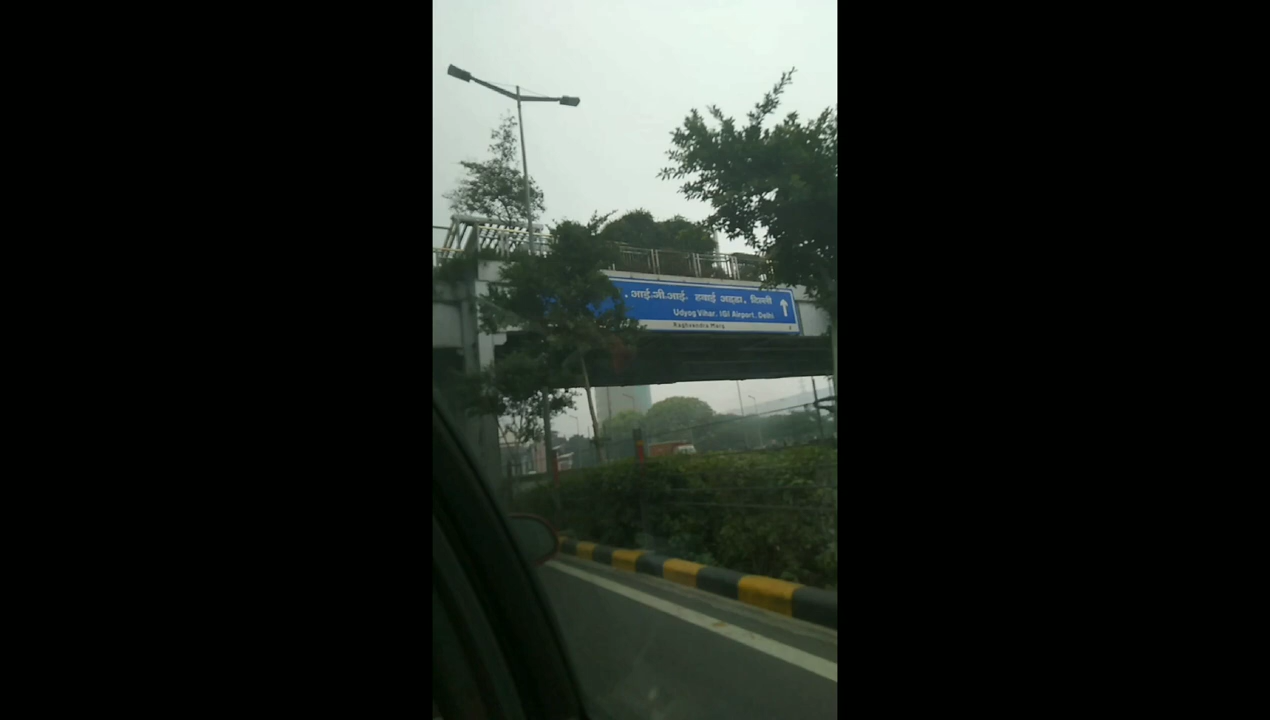 आई.जी.आई. हवाई अड्डा, दिल्ली
Udyog Vihar, IGI Airport, Delhi
Raghvendra Marg